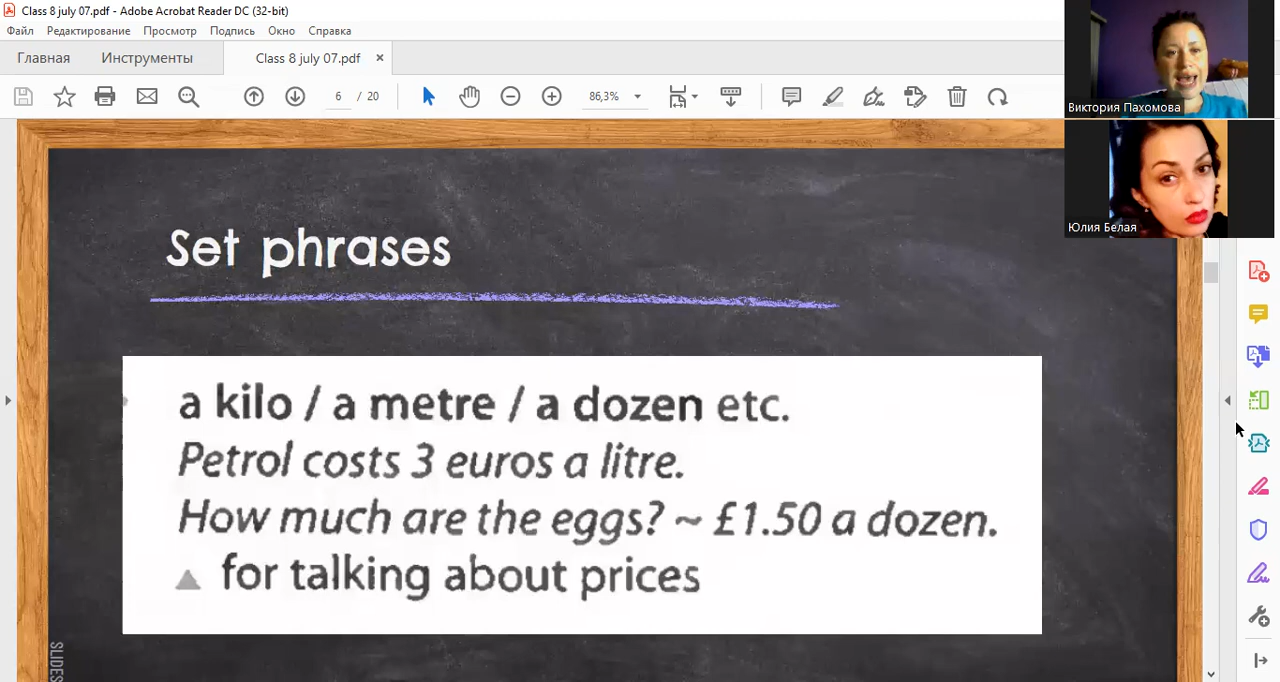 Class 8 july 07.pdf - Adobe Acrobat Reader DC (32-bit)
Файл Редактирование Просмотр Подпись Окно Справка
Главная Инструменты Class 8 july 07.pdf ×
6 / 20 86,3%
Виктория Пахомова
Юлия Белая
Set phrases
a kilo / a metre / a dozen etc.
Petrol costs 3 euros a litre.
How much are the eggs? ~ £1.50 a dozen.
▲ for talking about prices
SLIDES